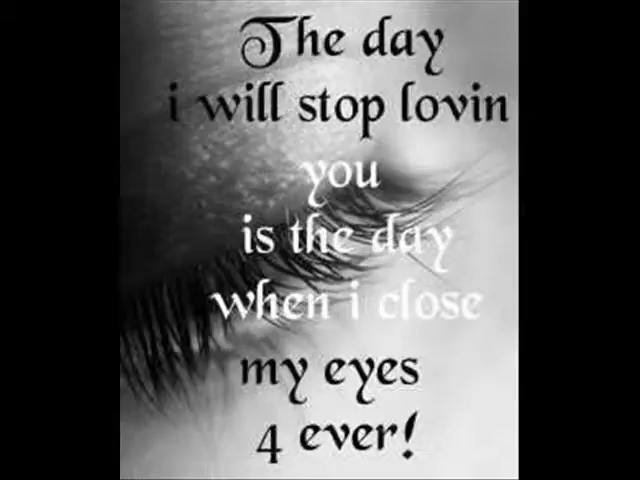 The day
i will stop lovin
you
is the day
when i close
my eyes
4 ever!